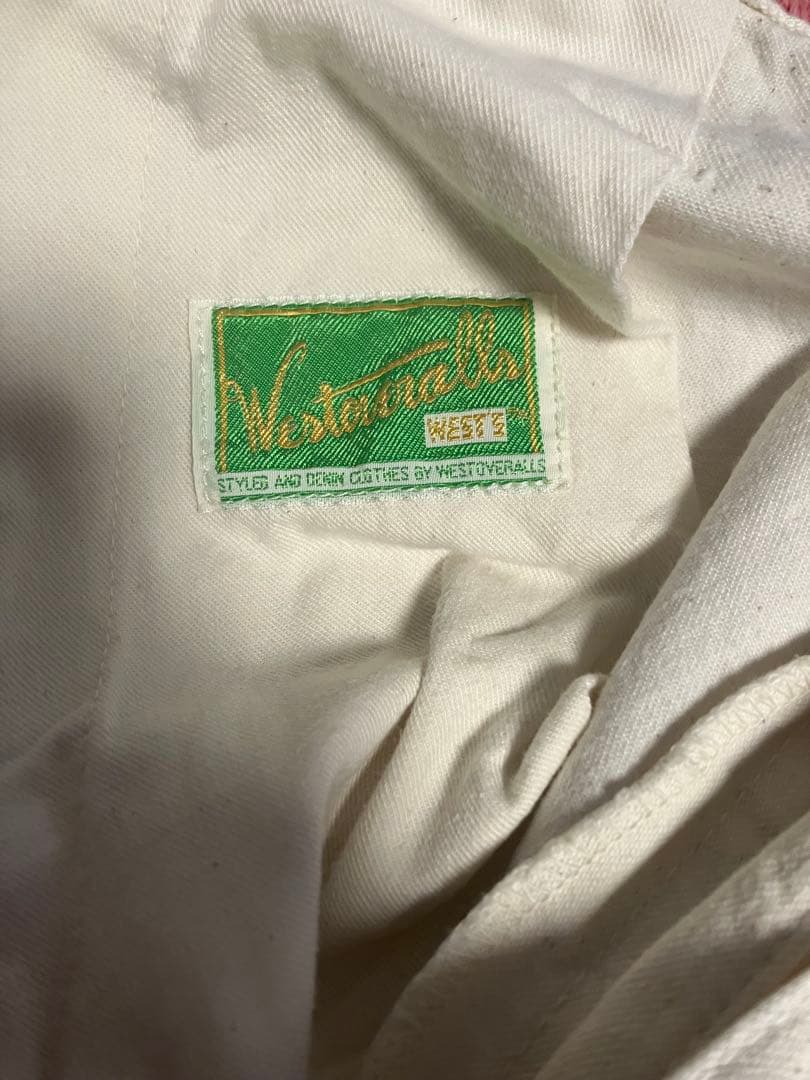 Westoveralls
WEST'S
STYLED AND DENIM CLOTHES BY WESTOVERALLS